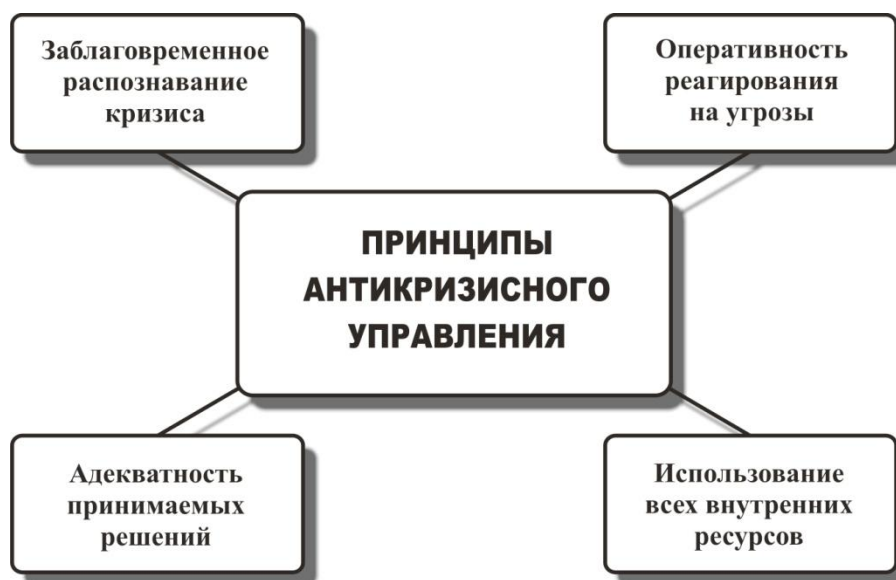 Заблаговременное
распознавание
кризиса
Оперативность
реагирования
на угрозы
ПРИНЦИПЫ
АНТИКРИЗИСНОГО
УПРАВЛЕНИЯ
Адекватность
принимаемых
решений
Использование
всех внутренних
ресурсов